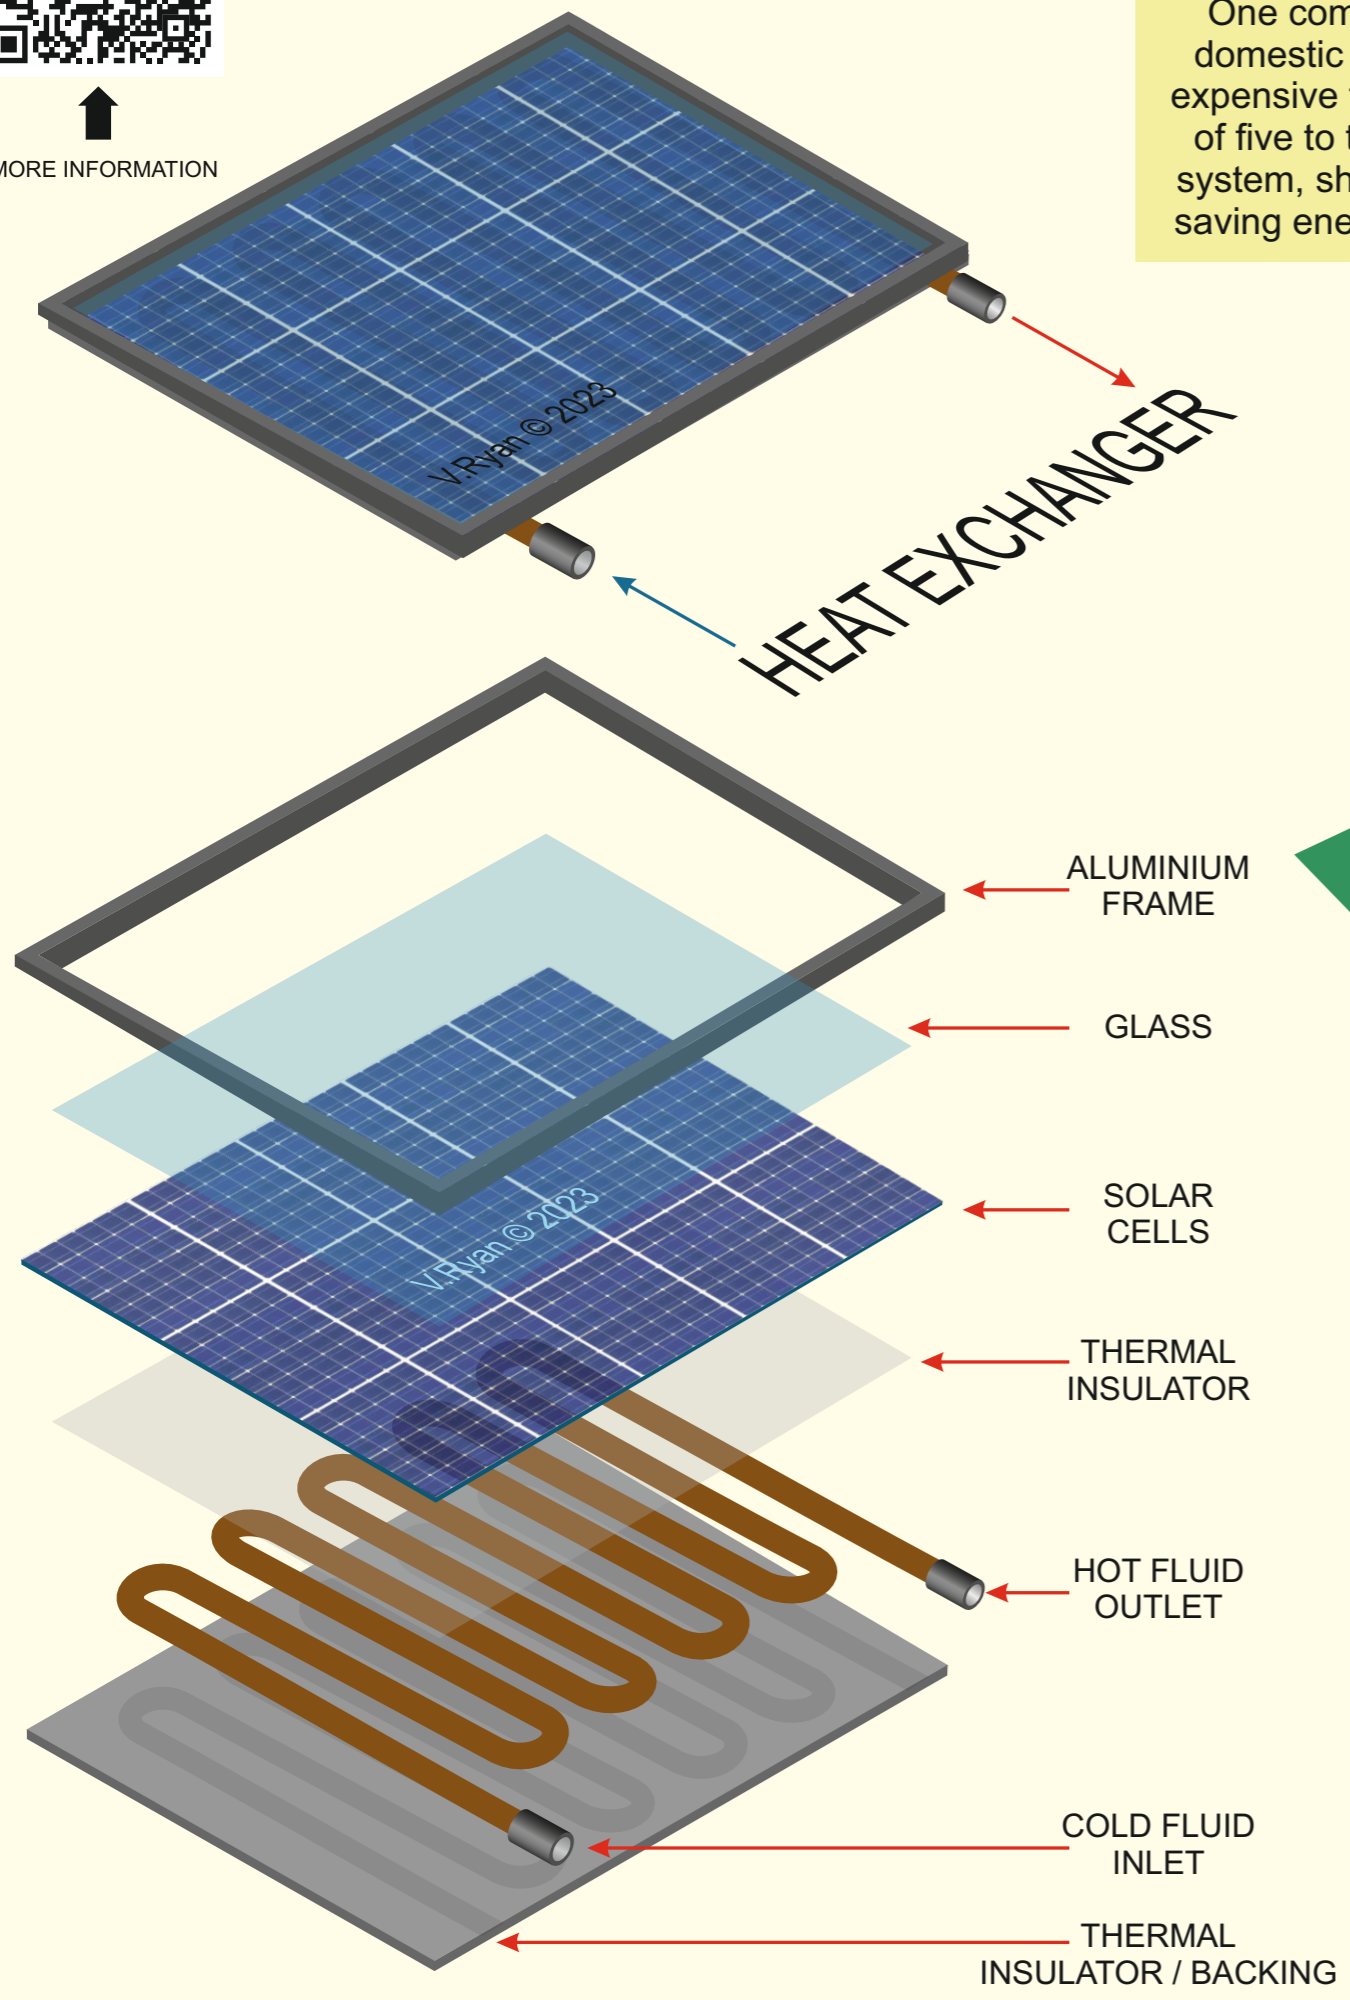 MORE INFORMATION
One com
domestic
expensive
of five to t
system, sh
saving ene
V.Ryan © 2023
HEAT EXCHANGER
ALUMINIUM
FRAME
GLASS
SOLAR
CELLS
V.Ryan © 2023
THERMAL
INSULATOR
HOT FLUID
OUTLET
COLD FLUID
INLET
THERMAL
INSULATOR / BACKING